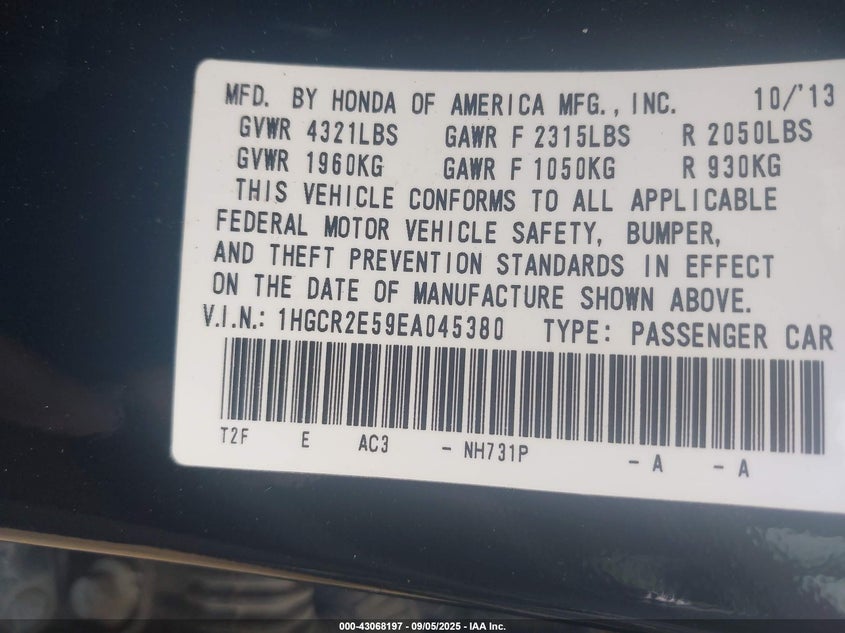 MFD. BY HONDA OF AMERICA MFG., INC. 10/'13
GVWR 4321LBS GAWR F 2315LBS R 2050LBS
GVWR 1960KG GAWR F 1050KG R 930KG
THIS VEHICLE CONFORMS TO ALL APPLICABLE
FEDERAL MOTOR VEHICLE SAFETY, BUMPER,
AND THEFT PREVENTION STANDARDS IN EFFECT
ON THE DATE OF MANUFACTURE SHOWN ABOVE.
V.I.N.: 1HGCR2E59EA045380 TYPE: PASSENGER CAR
T2F E AC3 - NH731P - A - A
000-43068197 - 09/05/2025 - IAA Inc.